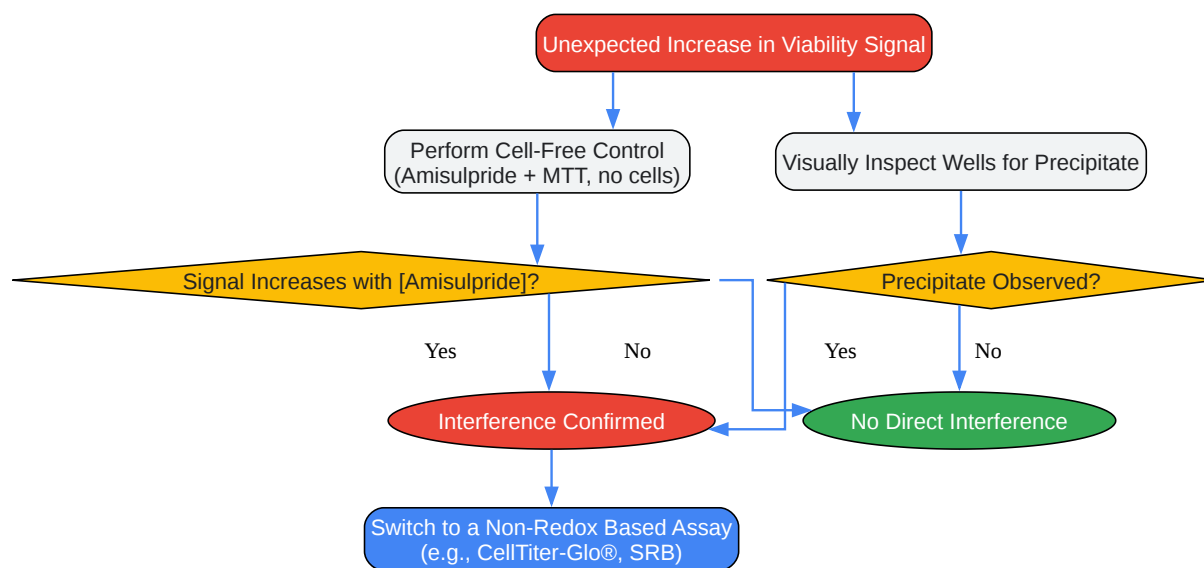 Unexpected Increase in Viability Signal
Perform Cell-Free Control
(Amisulpride + MTT, no cells)
Visually Inspect Wells for Precipitate
Signal Increases with [Amisulpride]?
Precipitate Observed?
Yes
No
Yes
No
Interference Confirmed
No Direct Interference
Switch to a Non-Redox Based Assay
(e.g., CellTiter-Glo®, SRB)